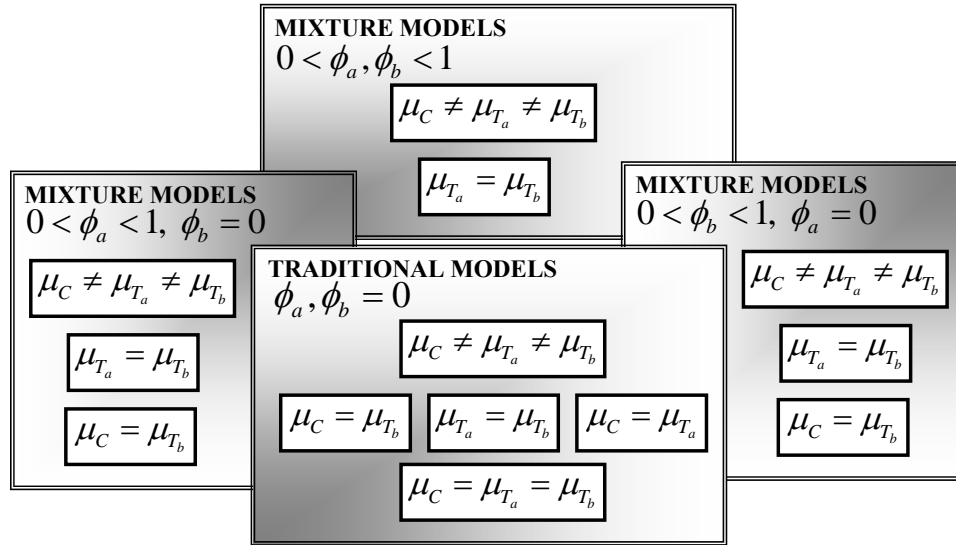 MIXTURE MODELS
0 < ϕ_a, ϕ_b < 1
μ_C ≠ μ_{T_a} ≠ μ_{T_b}
μ_{T_a} = μ_{T_b}
MIXTURE MODELS
0 < ϕ_a < 1, ϕ_b = 0
μ_C ≠ μ_{T_a} ≠ μ_{T_b}
μ_{T_a} = μ_{T_b}
μ_C = μ_{T_b}
MIXTURE MODELS
0 < ϕ_b < 1, ϕ_a = 0
μ_C ≠ μ_{T_a} ≠ μ_{T_b}
μ_{T_a} = μ_{T_b}
μ_C = μ_{T_b}
TRADITIONAL MODELS
ϕ_a, ϕ_b = 0
μ_C ≠ μ_{T_a} ≠ μ_{T_b}
μ_C = μ_{T_b} μ_{T_a} = μ_{T_b} μ_C = μ_{T_a}
μ_C = μ_{T_a} = μ_{T_b}